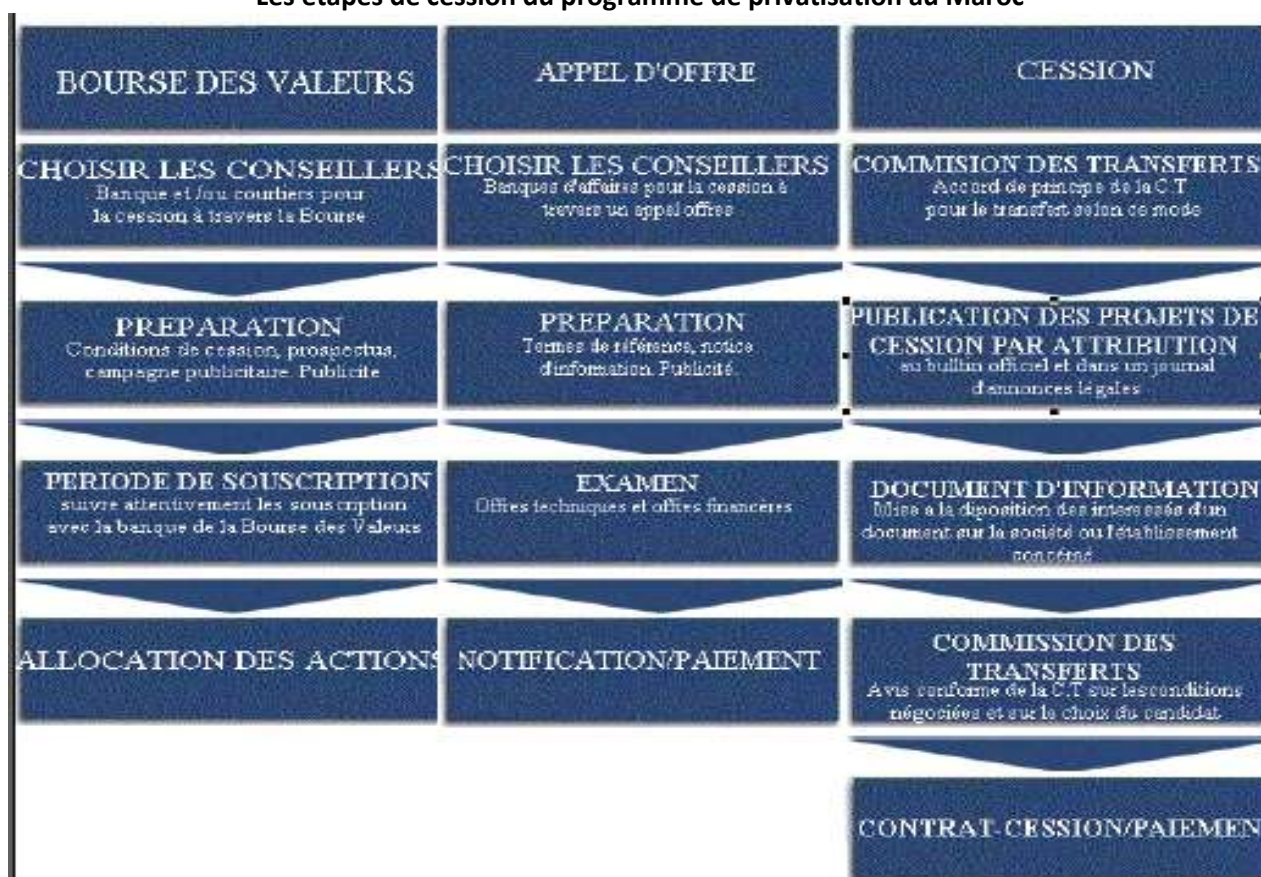 Les étapes de cession du programme de privatisation au Maroc
BOURSE DES VALEURS
CHOISIR LES CONSEILLERS
Banque et /ou courtiers pour
la cession à travers la Bourse
PREPARATION
Conditions de cession, prospectus,
campagne publicitaire. Publicite
PERIODE DE SOUSCRIPTION
suivre attentivement les souscription
avec la banque de la Bourse des Valeurs
ALLOCATION DES ACTIONS
APPEL D'OFFRE
CHOISIR LES CONSEILLERS
Banques d'affaires pour la cession à
travers un appel offres
PREPARATION
Termes de référence, notice
d'information. Publicité.
EXAMEN
Offres techniques et offres financères
NOTIFICATION/PAIEMENT
CESSION
COMMISION DES TRANSFERTS
Accord de principe de la C.T
pour le transfert selon ce mode
PUBLICATION DES PROJETS DE
CESSION PAR ATTRIBUTION
au bulltin officiel et dans un journal
d'annonces légales
DOCUMENT D'INFORMATION
Mise a la diposition des interessés d'un
document sur la société ou l'établissement
concerné
COMMISSION DES
TRANSFERTS
Avis conforme de la C.T sur lesconditions
négociées et sur le choix du candidat
CONTRAT-CESSION/PAIEMEN